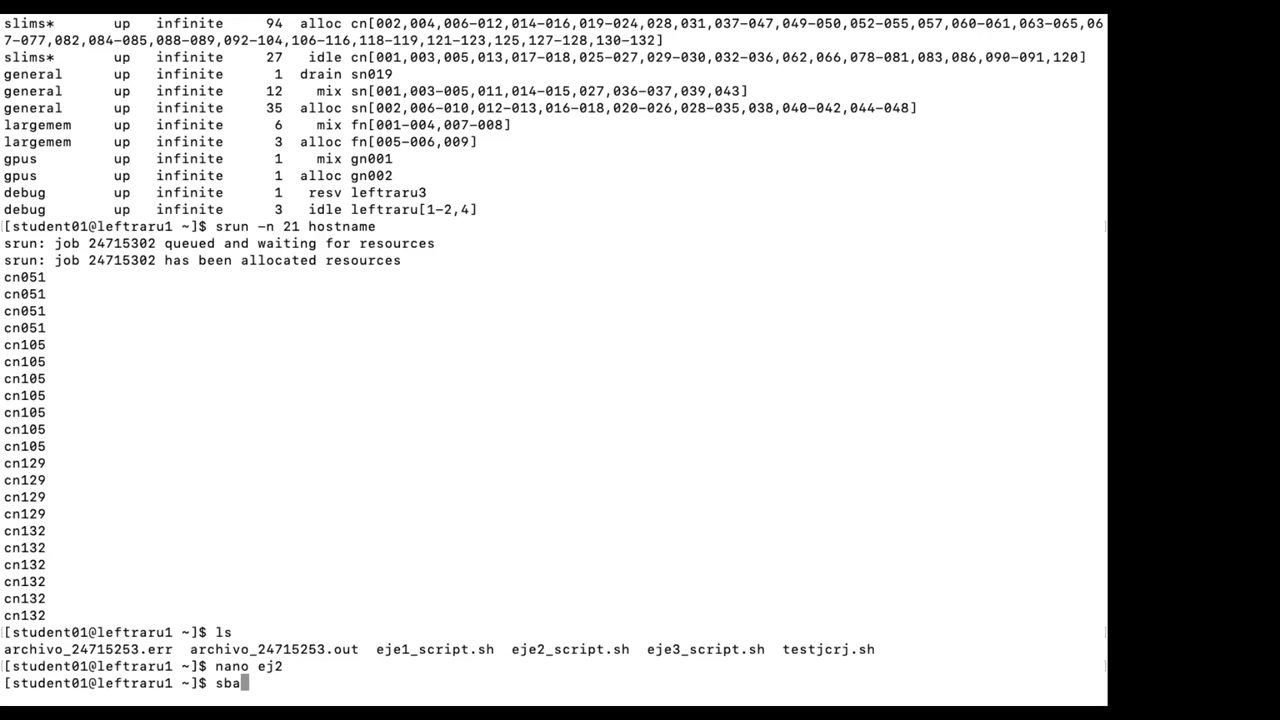 slims*       up   infinite     94  alloc cn[002,004,006-012,014-016,019-024,028,031,037-047,049-050,052-055,057,060-061,063-065,06
7-077,082,084-085,088-089,092-104,106-116,118-119,121-123,125,127-128,130-132]
slims*       up   infinite     27   idle cn[001,003,005,013,017-018,025-027,029-030,032-036,062,066,078-081,083,086,090-091,120]
general      up   infinite      1  drain sn019
general      up   infinite     12    mix sn[001,003-005,011,014-015,027,036-037,039,043]
general      up   infinite     35  alloc sn[002,006-010,012-013,016-018,020-026,028-035,038,040-042,044-048]
largemem     up   infinite      6    mix fn[001-004,007-008]
largemem     up   infinite      3  alloc fn[005-006,009]
gpus         up   infinite      1    mix gn001
gpus         up   infinite      1  alloc gn002
debug        up   infinite      1   resv leftraru3
debug        up   infinite      3   idle leftraru[1-2,4]
[student01@leftraru1 ~]$ srun -n 21 hostname
srun: job 24715302 queued and waiting for resources
srun: job 24715302 has been allocated resources
cn051
cn051
cn051
cn051
cn105
cn105
cn105
cn105
cn105
cn105
cn105
cn129
cn129
cn129
cn129
cn132
cn132
cn132
cn132
cn132
cn132
[student01@leftraru1 ~]$ ls
archivo_24715253.err  archivo_24715253.out  eje1_script.sh  eje2_script.sh  eje3_script.sh  testjcrj.sh
[student01@leftraru1 ~]$ nano ej2
[student01@leftraru1 ~]$ sba